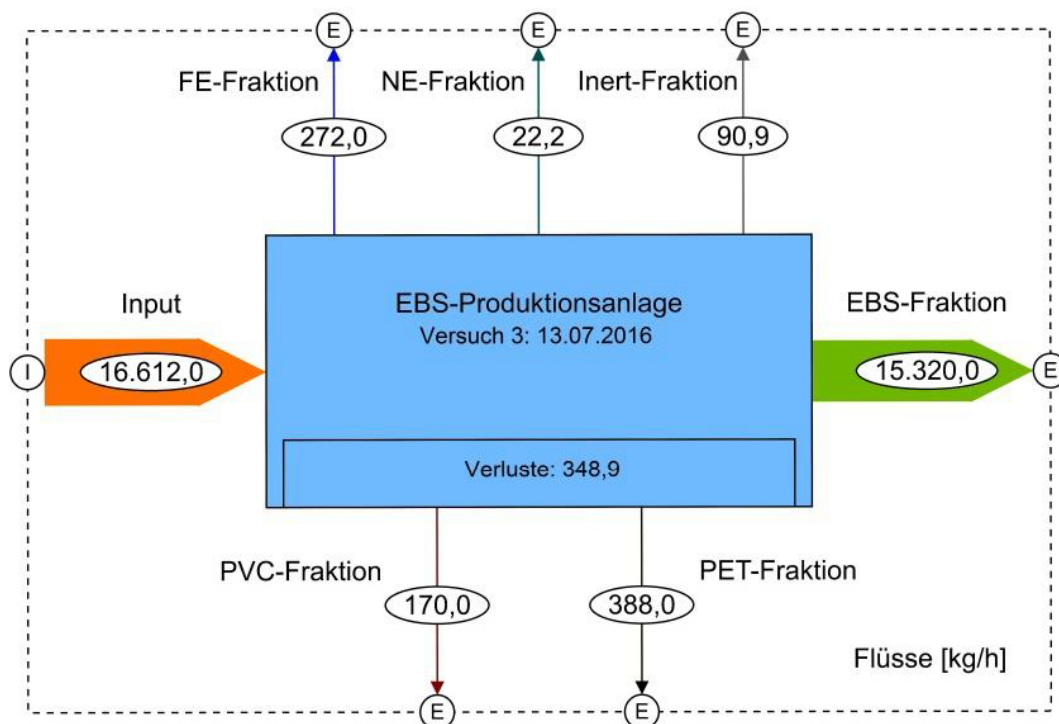 E E E
FE-Fraktion NE-Fraktion Inert-Fraktion
272,0 22,2 90,9
Input EBS-Produktionsanlage EBS-Fraktion
Versuch 3: 13.07.2016
I 16.612,0 15.320,0 E
Verluste: 348,9
PVC-Fraktion PET-Fraktion
170,0 388,0
Flüsse [kg/h]
E E